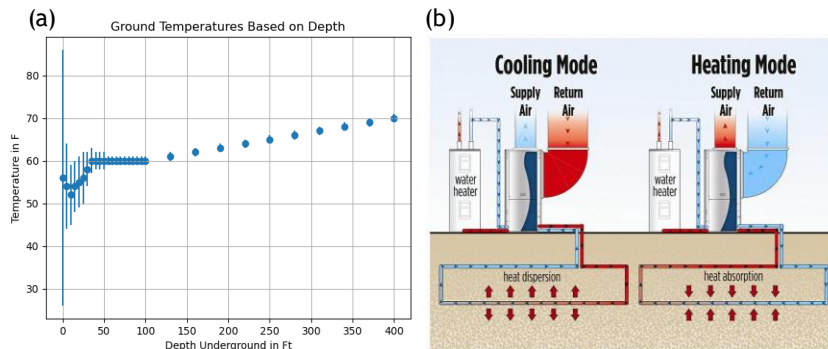 (a)
Ground Temperatures Based on Depth
Temperature in F
80
70
60
50
40
30
0
50
100
150
200
250
300
350
400
Depth Underground in Ft
(b)
Cooling Mode
Supply
Air
Return
Air
water
heater
heat dispersion
Heating Mode
Supply
Air
Return
Air
water
heater
heat absorption